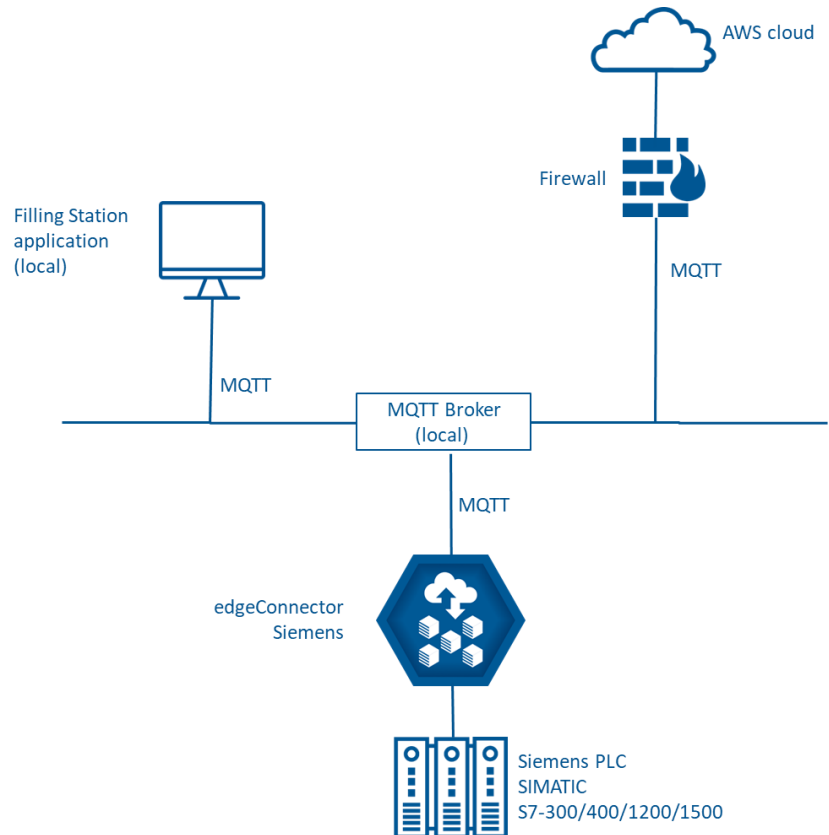 AWS cloud
Firewall
Filling Station
application
(local)
MQTT
MQTT
MQTT Broker
(local)
MQTT
edgeConnector
Siemens
Siemens PLC
SIMATIC
S7-300/400/1200/1500